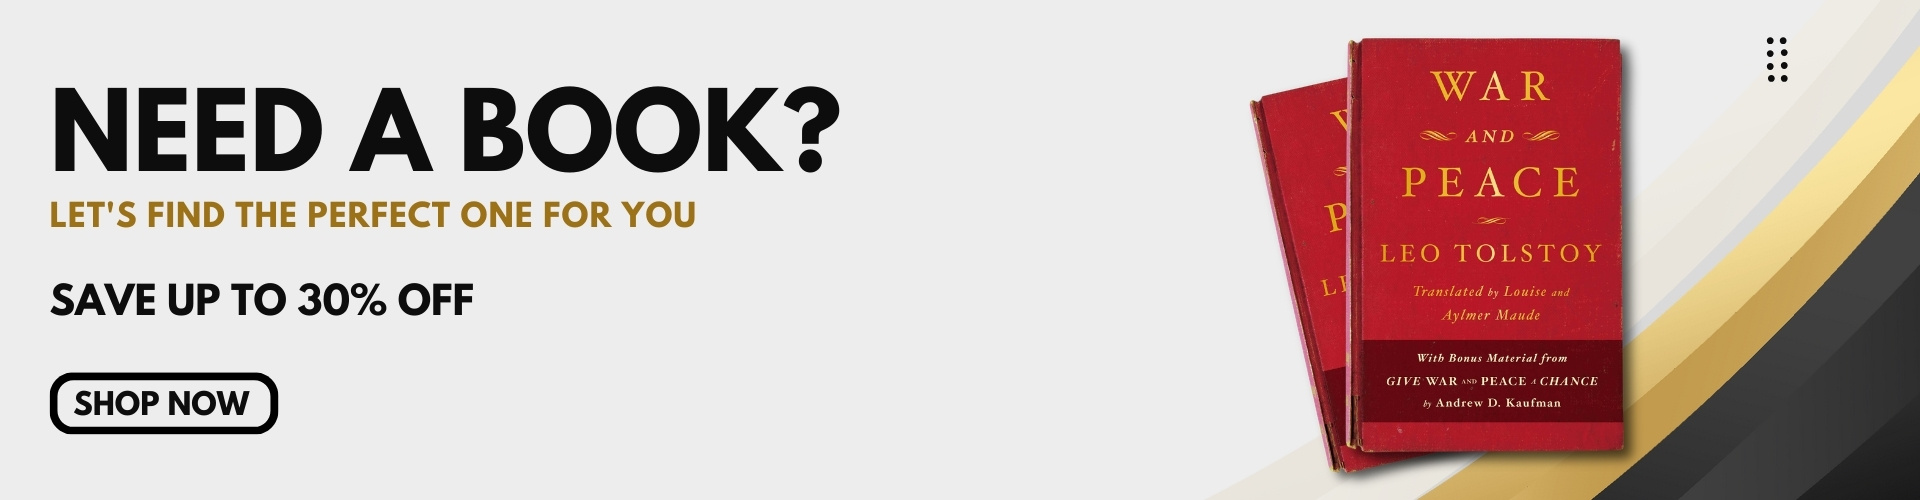 NEED A BOOK?
LET'S FIND THE PERFECT ONE FOR YOU
SAVE UP TO 30% OFF
SHOP NOW
WAR
AND
PEACE
LEO TOLSTOY
Translated by Louise and
Aylmer Maude
With Bonus Material from
GIVE WAR AND PEACE A CHANCE
by Andrew D. Kaufman